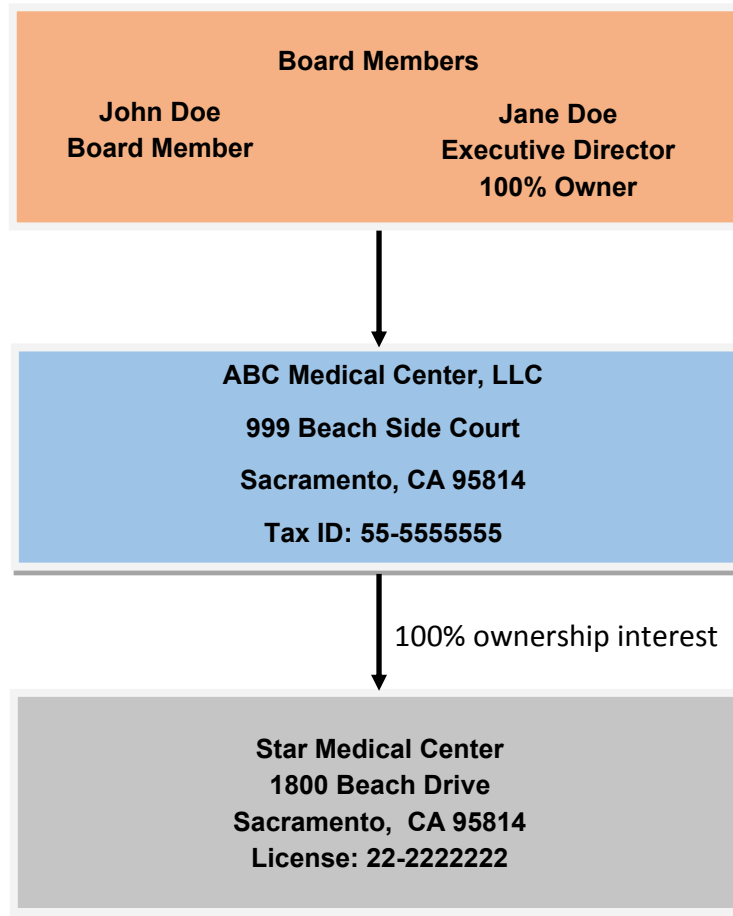 Board Members
John Doe
Board Member
Jane Doe
Executive Director
100% Owner
ABC Medical Center, LLC
999 Beach Side Court
Sacramento, CA 95814
Tax ID: 55-5555555
100% ownership interest
Star Medical Center
1800 Beach Drive
Sacramento,  CA 95814
License: 22-2222222